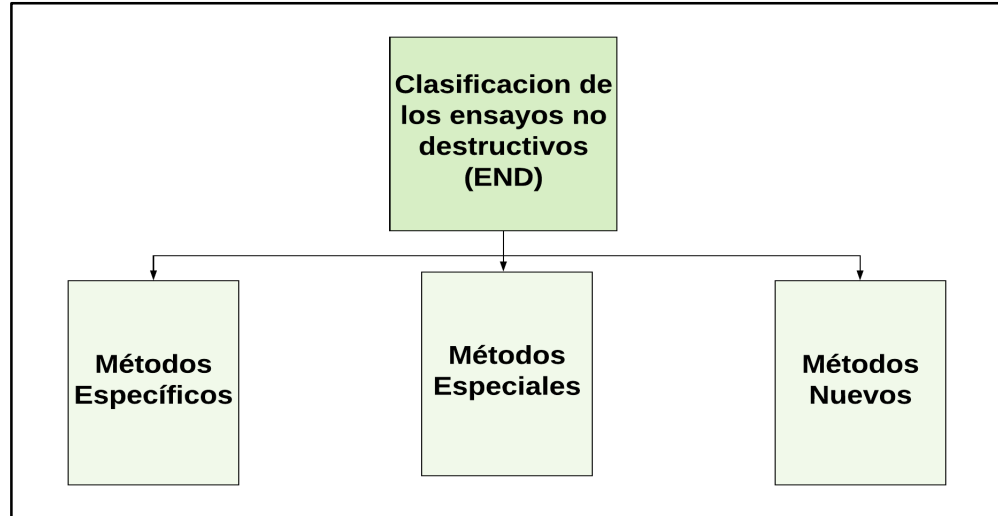 Clasificacion de
los ensayos no
destructivos
(END)
Métodos
Específicos
Métodos
Especiales
Métodos
Nuevos